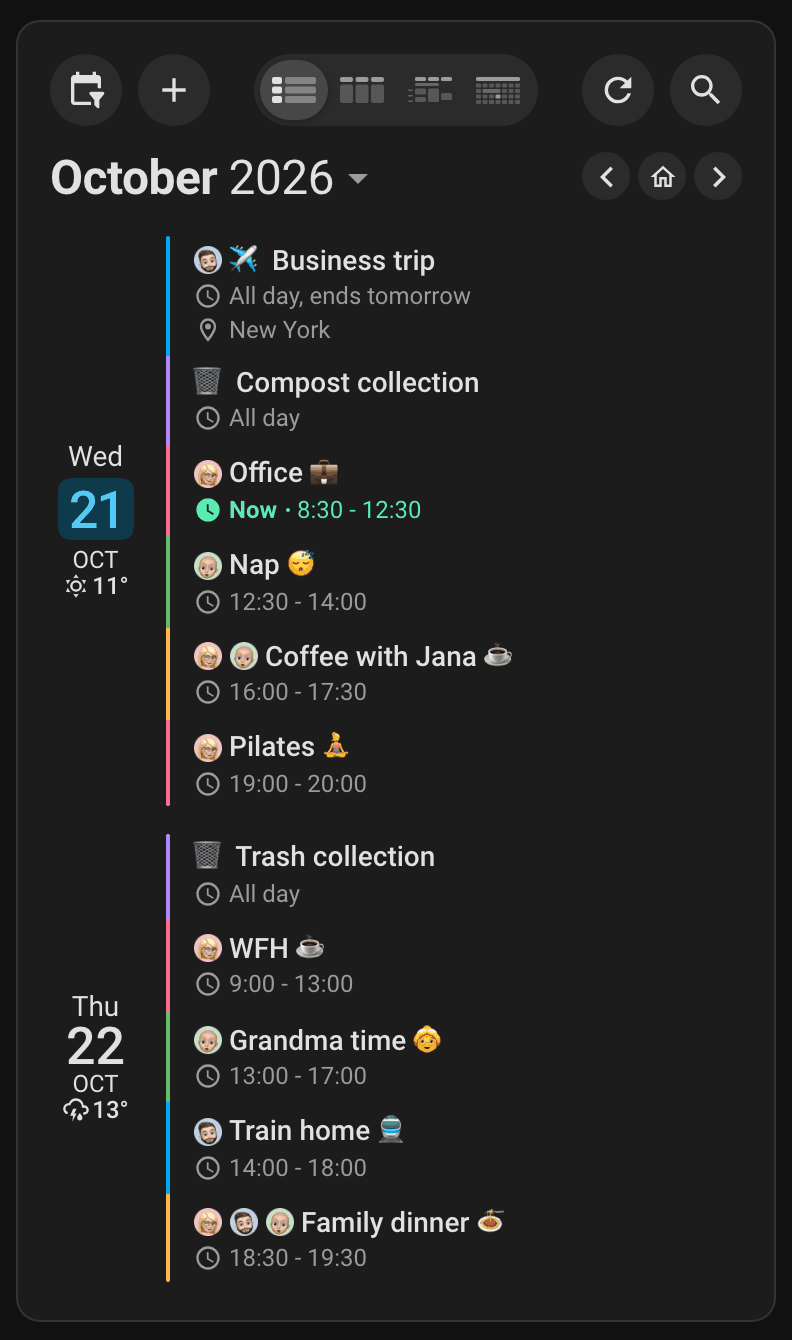 October 2026
Business trip
All day, ends tomorrow
New York
Compost collection
All day
Wed
21
OCT
11°
Office
Now · 8:30 - 12:30
Nap
12:30 - 14:00
Coffee with Jana
16:00 - 17:30
Pilates
19:00 - 20:00
Trash collection
All day
WFH
9:00 - 13:00
Thu
22
OCT
13°
Grandma time
13:00 - 17:00
Train home
14:00 - 18:00
Family dinner
18:30 - 19:30